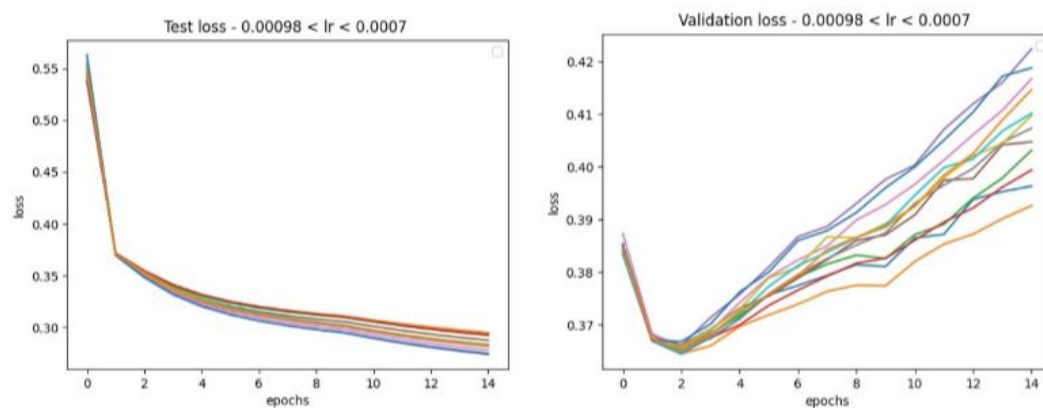 Test loss - 0.00098 < lr < 0.0007
0.55
0.50
0.45
0.40
0.35
0.30
loss
0 2 4 6 8 10 12 14
epochs
Validation loss - 0.00098 < lr < 0.0007
0.42
0.41
0.40
0.39
0.38
0.37
loss
0 2 4 6 8 10 12 14
epochs